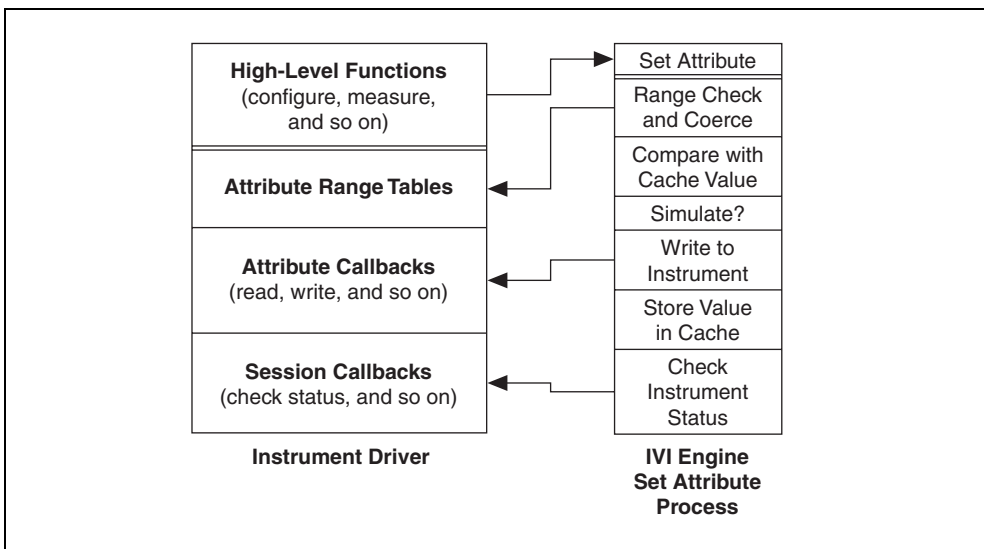 High-Level Functions
(configure, measure,
and so on)
Attribute Range Tables
Attribute Callbacks
(read, write, and so on)
Session Callbacks
(check status, and so on)
Instrument Driver
Set Attribute
Range Check
and Coerce
Compare with
Cache Value
Simulate?
Write to
Instrument
Store Value
in Cache
Check
Instrument
Status
IVI Engine
Set Attribute
Process